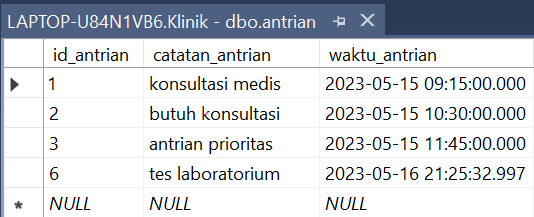 LAPTOP-U84N1VB6.Klinik - dbo.antrian
id_antrian catatan_antrian waktu_antrian
1 konsultasi medis 2023-05-15 09:15:00.000
2 butuh konsultasi 2023-05-15 10:30:00.000
3 antrian prioritas 2023-05-15 11:45:00.000
6 tes laboratorium 2023-05-16 21:25:32.997
NULL NULL NULL